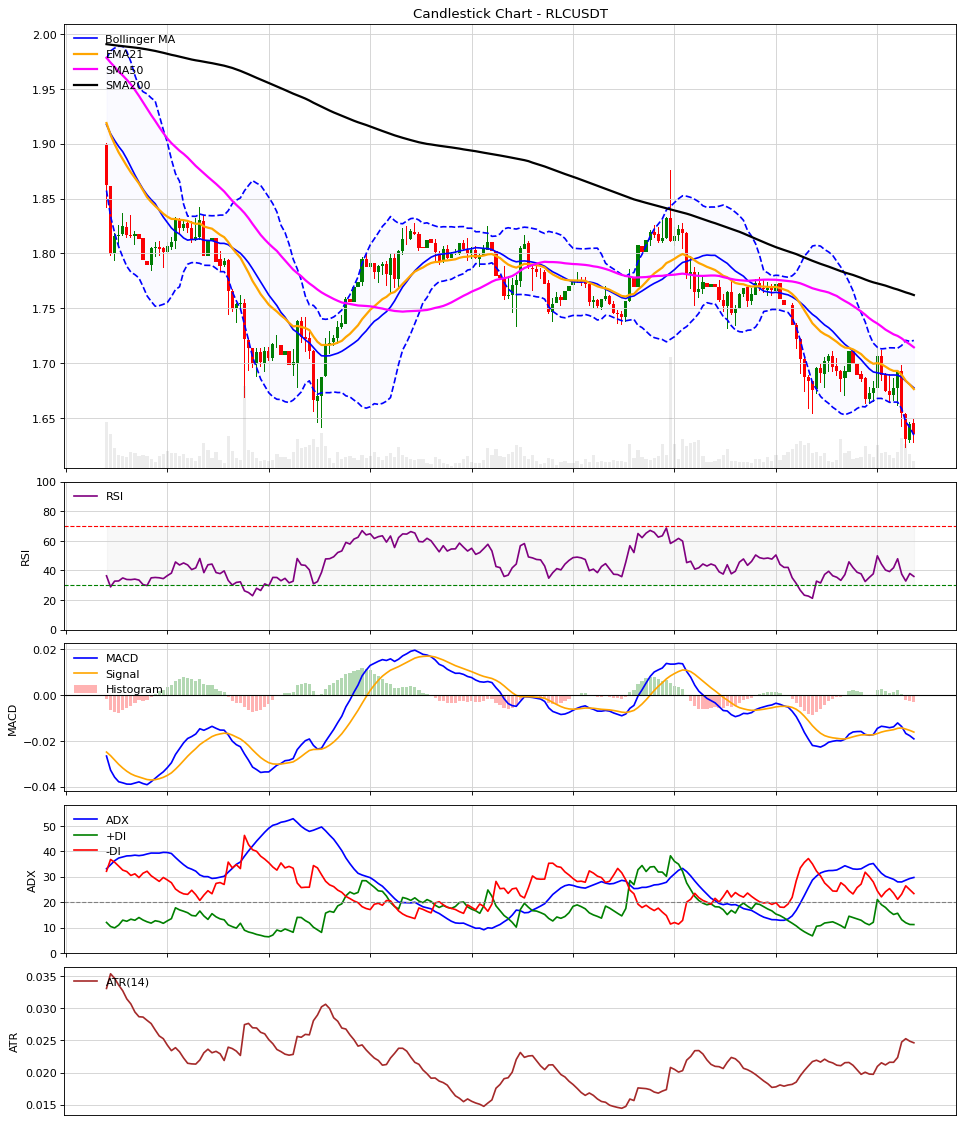 Candlestick Chart - RLCUSDT
2.00
1.95
1.90
1.85
1.80
1.75
1.70
1.65
Bollinger MA
EMA21
SMA50
SMA200
100
80
60
40
20
0
RSI
RSI
0.02
0.00
−0.02
−0.04
MACD
MACD
Signal
Histogram
50
40
30
20
10
0
ADX
ADX
+DI
-DI
0.035
0.030
0.025
0.020
0.015
ATR
ATR(14)